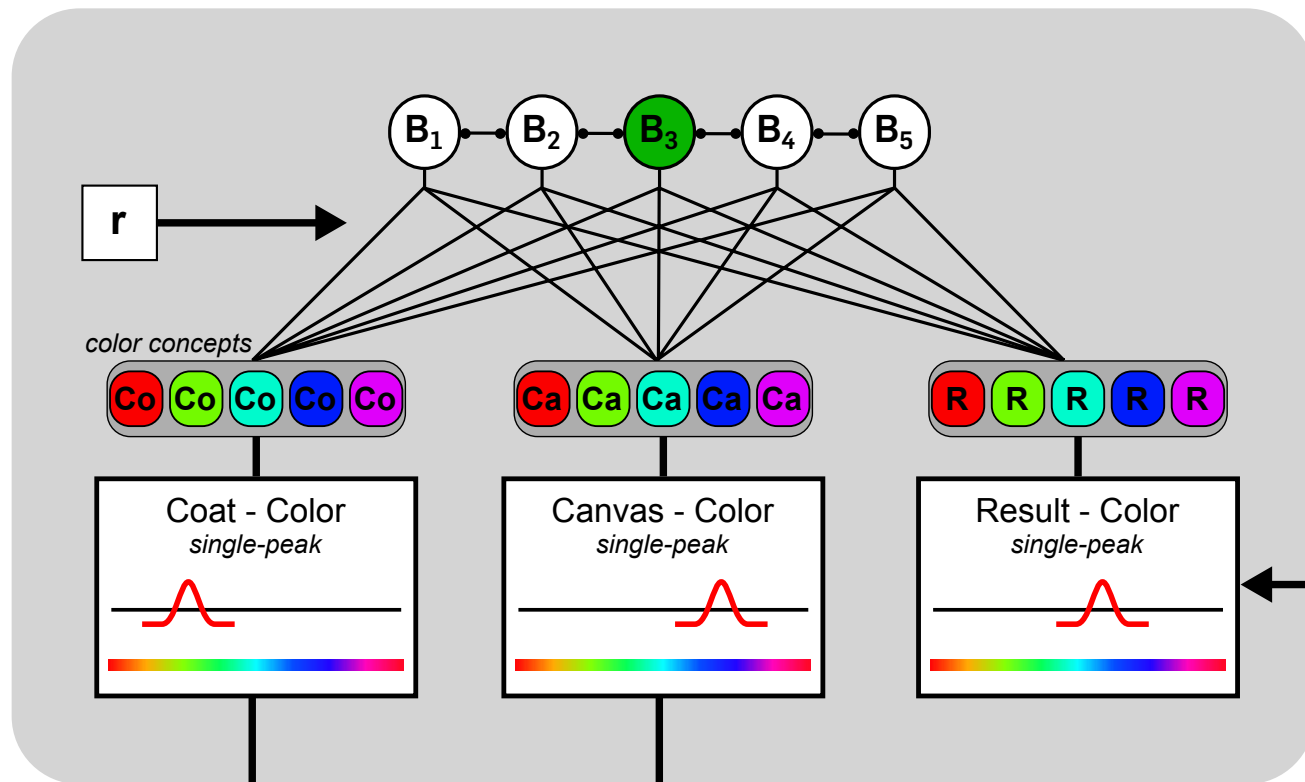 B₁ B₂ B₃ B₄ B₅
r
color concepts
Co Co Co Co Co
Ca Ca Ca Ca Ca
R R R R R
Coat - Color
single-peak
Canvas - Color
single-peak
Result - Color
single-peak